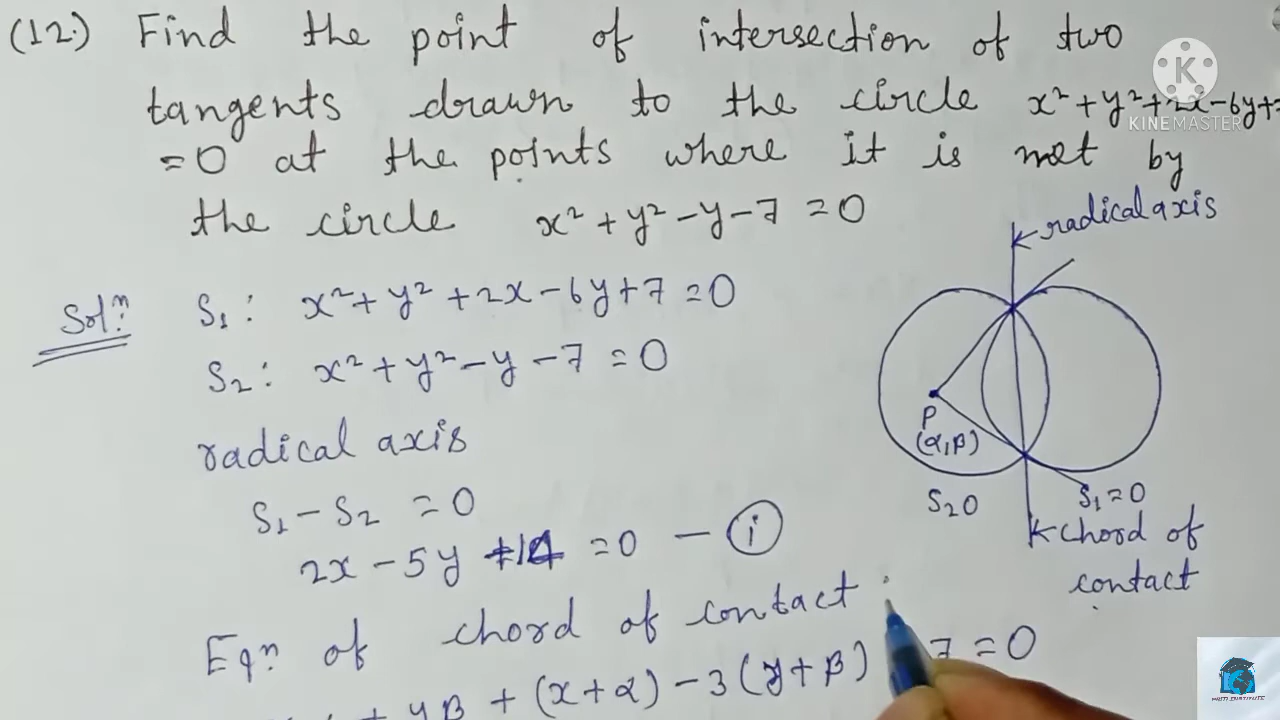 (12.) Find the point of intersection of two
tangents drawn to the circle x² + y² + 2x - 6y +
= 0 at the points where it is met by
the circle x² + y² - y - 7 = 0
KINEMASTER
Solⁿ. S₁ : x² + y² + 2x - 6y + 7 = 0
S₂ : x² + y² - y - 7 = 0
radical axis
S₁ - S₂ = 0
2x - 5y + 14 = 0 — (i)
Eqⁿ of chord of contact :
+ yβ + (x + α) - 3(y + β) 7 = 0
radical axis
P
(α, β)
S₂0
S₁ = 0
chord of
contact